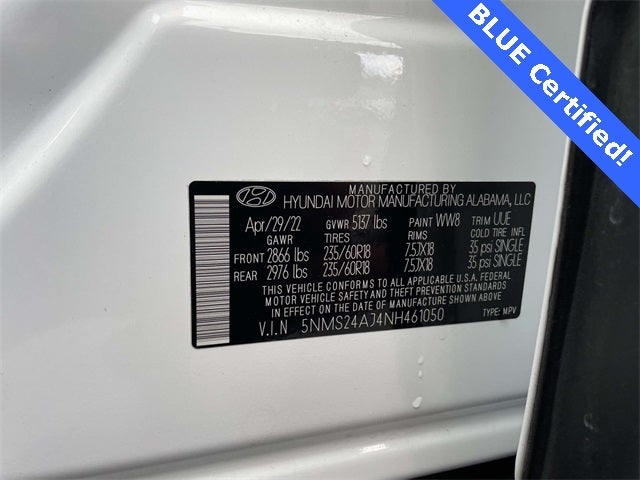 BLUE Certified!
MANUFACTURED BY
HYUNDAI MOTOR MANUFACTURING ALABAMA, LLC
Apr/29/22 GVWR 5137 lbs PAINT WW8 TRIM UUE
GAWR TIRES RIMS COLD TIRE INFL
FRONT 2866 lbs 235/60R18 7.5JX18 35 psi SINGLE
REAR 2976 lbs 235/60R18 7.5JX18 35 psi SINGLE
THIS VEHICLE CONFORMS TO ALL APPLICABLE U.S.A. FEDERAL
MOTOR VEHICLE SAFETY AND THEFT PREVENTION STANDARDS
IN EFFECT ON THE DATE OF MANUFACTURE SHOWN ABOVE.
V.I.N 5NMS24AJ4NH461050 TYPE: MPV